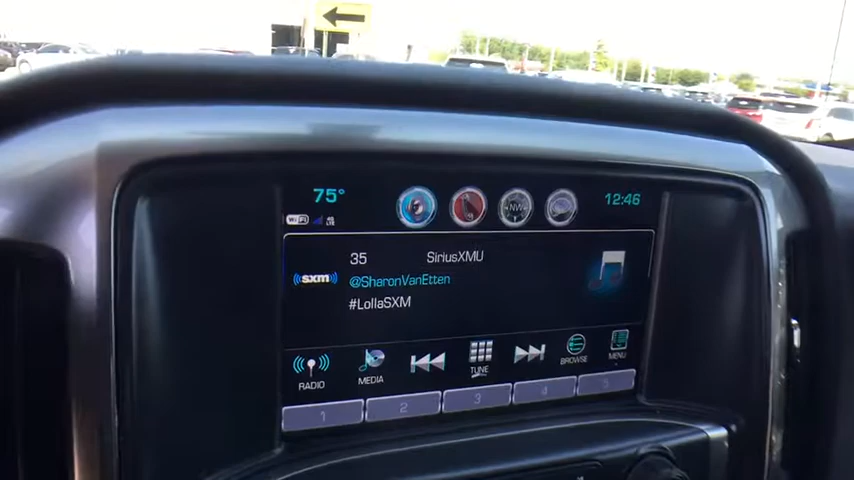 75° 12:46
WiFi 4G LTE NW
35 SiriusXMU
sxm @SharonVanEtten
#LollaSXM
RADIO MEDIA TUNE BROWSE MENU
1 2 3 4 5